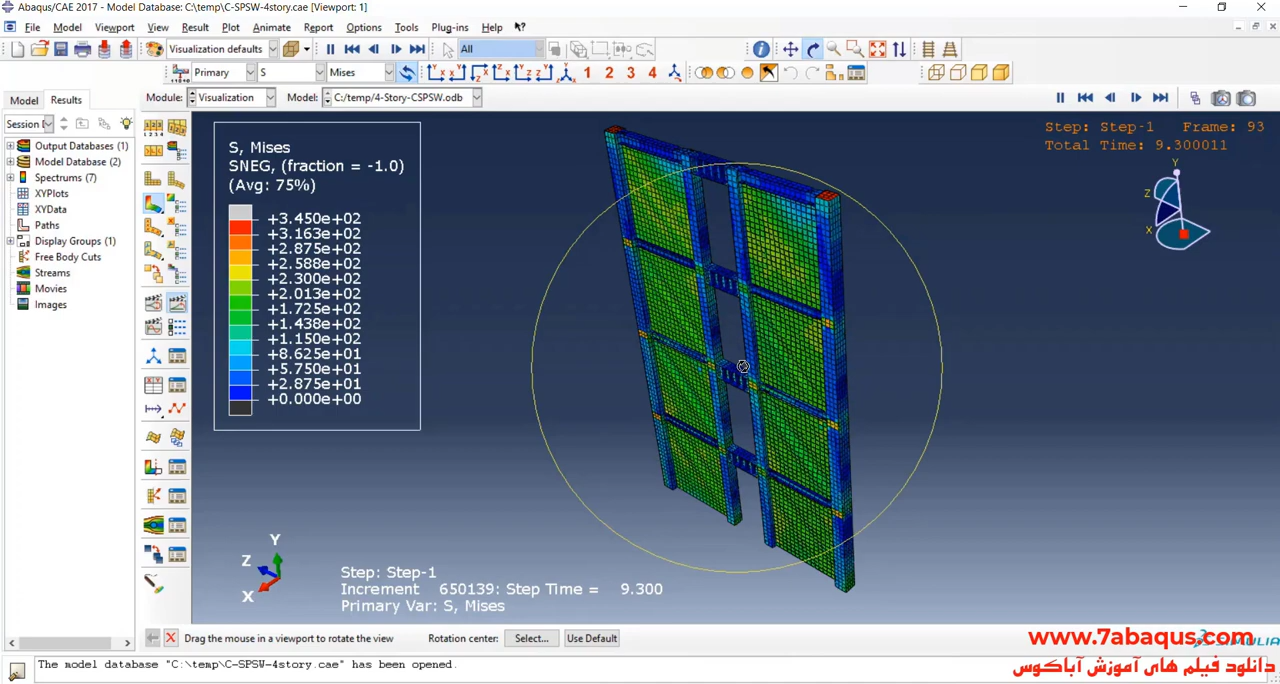 Abaqus/CAE 2017 - Model Database: C:\temp\C-SPSW-4story.cae [Viewport: 1]
File Model Viewport View Result Plot Animate Report Options Tools Plug-ins Help
Visualization defaults All
Primary S Mises 1 2 3 4
Model Results Module: Visualization Model: C:/temp/4-Story-CSPSW.odb
Session
Output Databases (1)
Model Database (2)
Spectrums (7)
XYPlots
XYData
Paths
Display Groups (1)
Free Body Cuts
Streams
Movies
Images
S, Mises
SNEG, (fraction = -1.0)
(Avg: 75%)
+3.450e+02
+3.163e+02
+2.875e+02
+2.588e+02
+2.300e+02
+2.013e+02
+1.725e+02
+1.438e+02
+1.150e+02
+8.625e+01
+5.750e+01
+2.875e+01
+0.000e+00
Step: Step-1 Frame: 93
Total Time: 9.300011
Y
Z
X
Y
Z
X
Step: Step-1
Increment 650139: Step Time = 9.300
Primary Var: S, Mises
Drag the mouse in a viewport to rotate the view Rotation center: Select... Use Default
www.7abaqus.com
SIMULIA
دانلود فیلم های آموزش آباکوس
The model database "C:\temp\C-SPSW-4story.cae" has been opened.